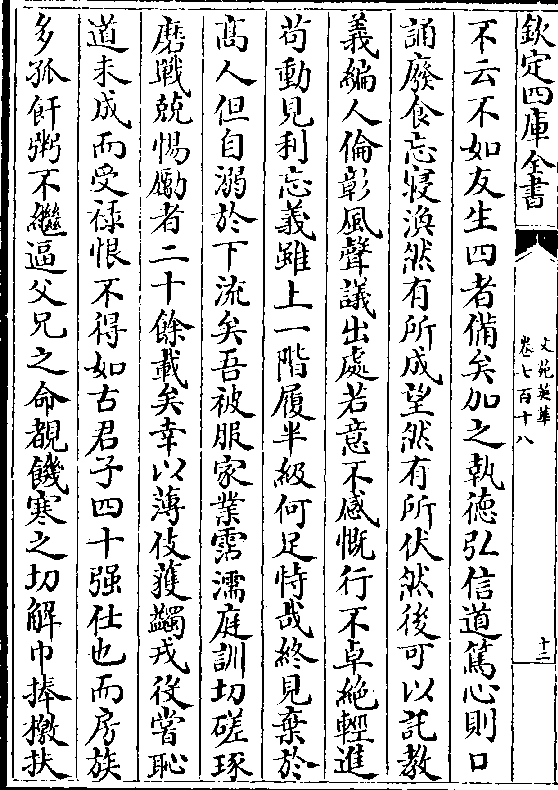 欽定四庫全書
文苑英華
卷七百十八
十二
不云不如友生四者備矣加之執德弘信道篤心則口
誦廢食忘寢渙然有所成望然有所伏然後可以託教
義編人倫彰風聲議出處若意不感慨行不卓絶輕進
苟動見利忘義雖上一階履半級何足恃哉終見棄於
髙人但自溺於下流矣吾被服家業霑濡庭訓切磋琢
磨戰兢惕勵者二十餘載矣幸以薄伎獲蠲戎役嘗恥
道未成而受禄恨不得如古君子四十强仕也而房族
多孤飦粥不繼逼父兄之命覩饑寒之切解巾捧檄扶